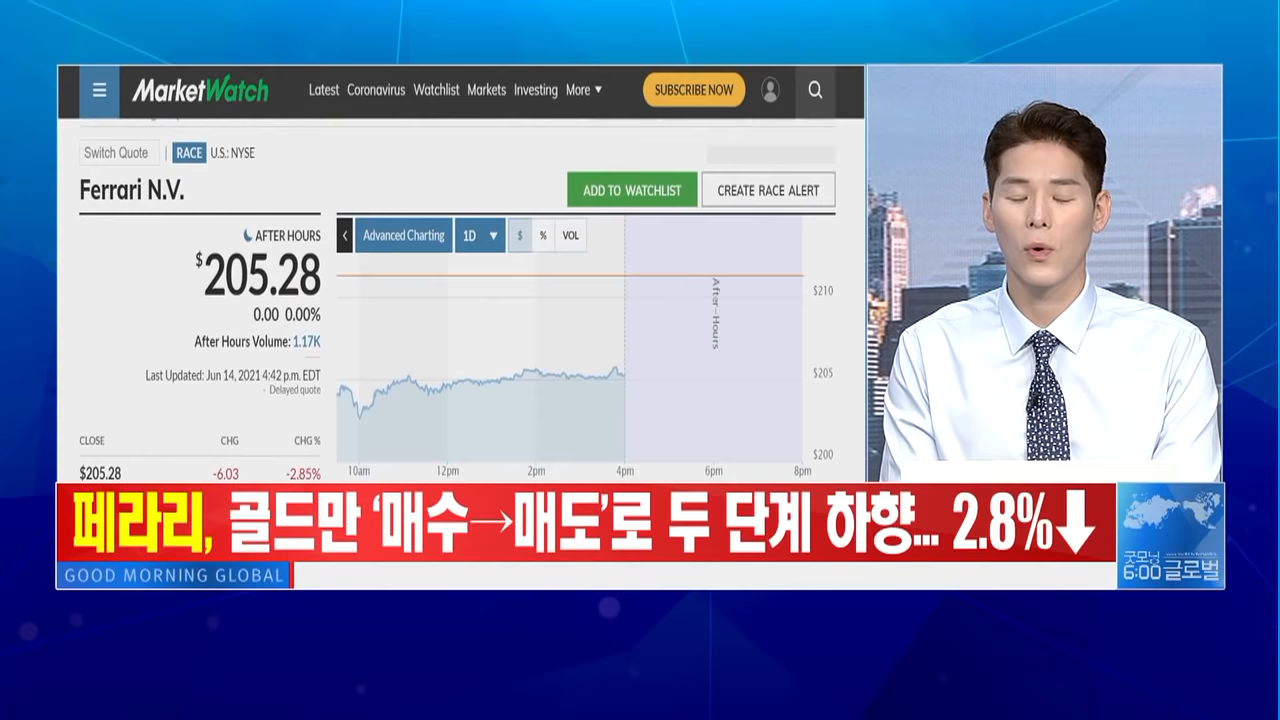 MarketWatch
Latest Coronavirus Watchlist Markets Investing More ▼
SUBSCRIBE NOW
Switch Quote | RACE U.S.: NYSE
Ferrari N.V.
ADD TO WATCHLIST
CREATE RACE ALERT
AFTER HOURS
$205.28
0.00 0.00%
After Hours Volume: 1.17K
Last Updated: Jun 14, 2021 4:42 p.m. EDT
Delayed quote
CLOSE CHG CHG %
$205.28 -6.03 -2.85%
Advanced Charting 1D ▼ $ % VOL
After-Hours
$210
$205
$200
10am 12pm 2pm 4pm 6pm 8pm
페라리, 골드만 ‘매수→매도’로 두 단계 하향... 2.8%↓
GOOD MORNING GLOBAL
굿모닝
6:00 글로벌